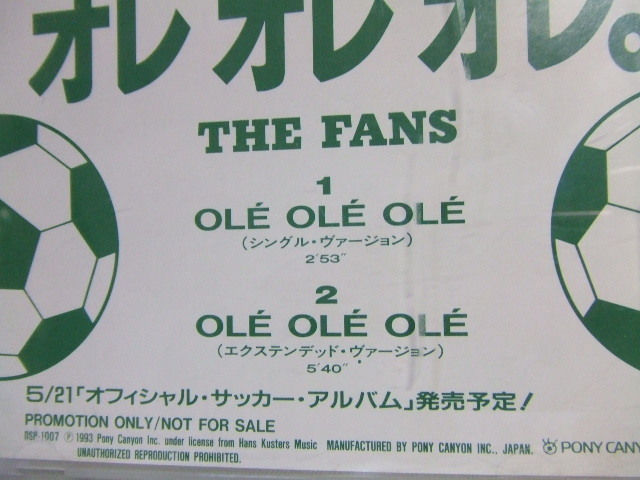 オレ オレ オレ。
THE FANS
1
OLÉ OLÉ OLÉ
(シングル・ヴァージョン)
2'53"
2
OLÉ OLÉ OLÉ
(エクステンデッド・ヴァージョン)
5'40"
5/21「オフィシャル・サッカー・アルバム」発売予定!
PROMOTION ONLY/NOT FOR SALE
DSP-1007 Ⓟ1993 Pony Canyon Inc. under license from Hans Kusters Music MANUFACTURED BY PONY CANYON INC., JAPAN. PONY CANY
UNAUTHORIZED REPRODUCTION PROHIBITED.